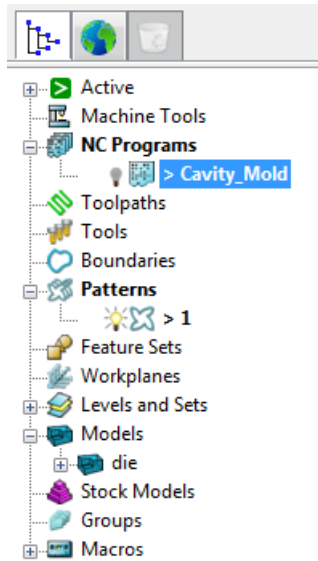 Active
Machine Tools
NC Programs
> Cavity_Mold
Toolpaths
Tools
Boundaries
Patterns
> 1
Feature Sets
Workplanes
Levels and Sets
Models
die
Stock Models
Groups
Macros